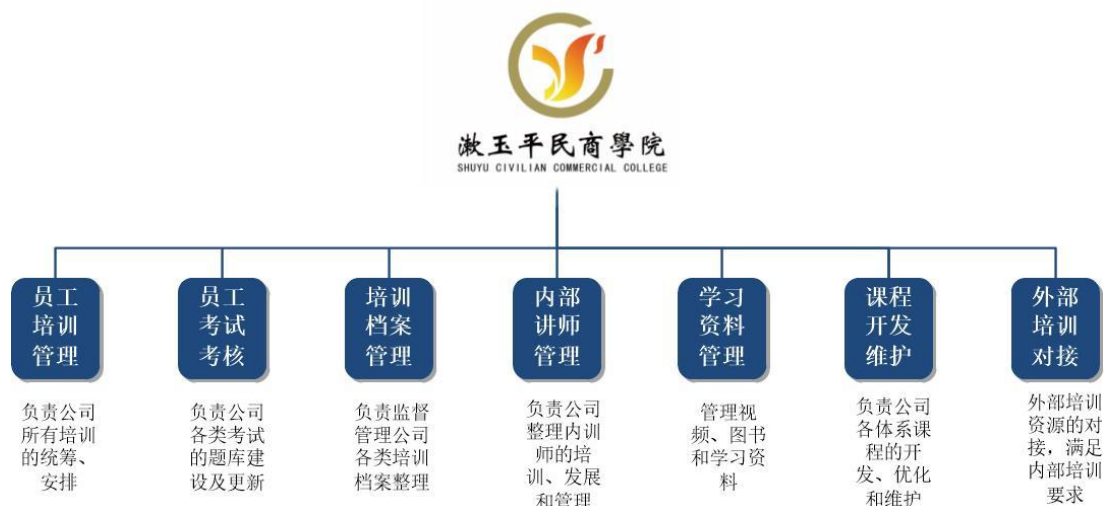 漱玉平民商學院
SHUYU CIVILIAN COMMERCIAL COLLEGE
员工
培训
管理
员工
考试
考核
培训
档案
管理
内部
讲师
管理
学习
资料
管理
课程
开发
维护
外部
培训
对接
负责公司
所有培训
的统筹、
安排
负责公司
各类考试
的题库建
设及更新
负责监督
管理公司
各类培训
档案整理
负责公司
整理内训
师的培
训、发展
和管理
管理视
频、图书
和学习资
料
负责公司
各体系课
程的开
发、优化
和维护
外部培训
资源的对
接，满足
内部培训
要求